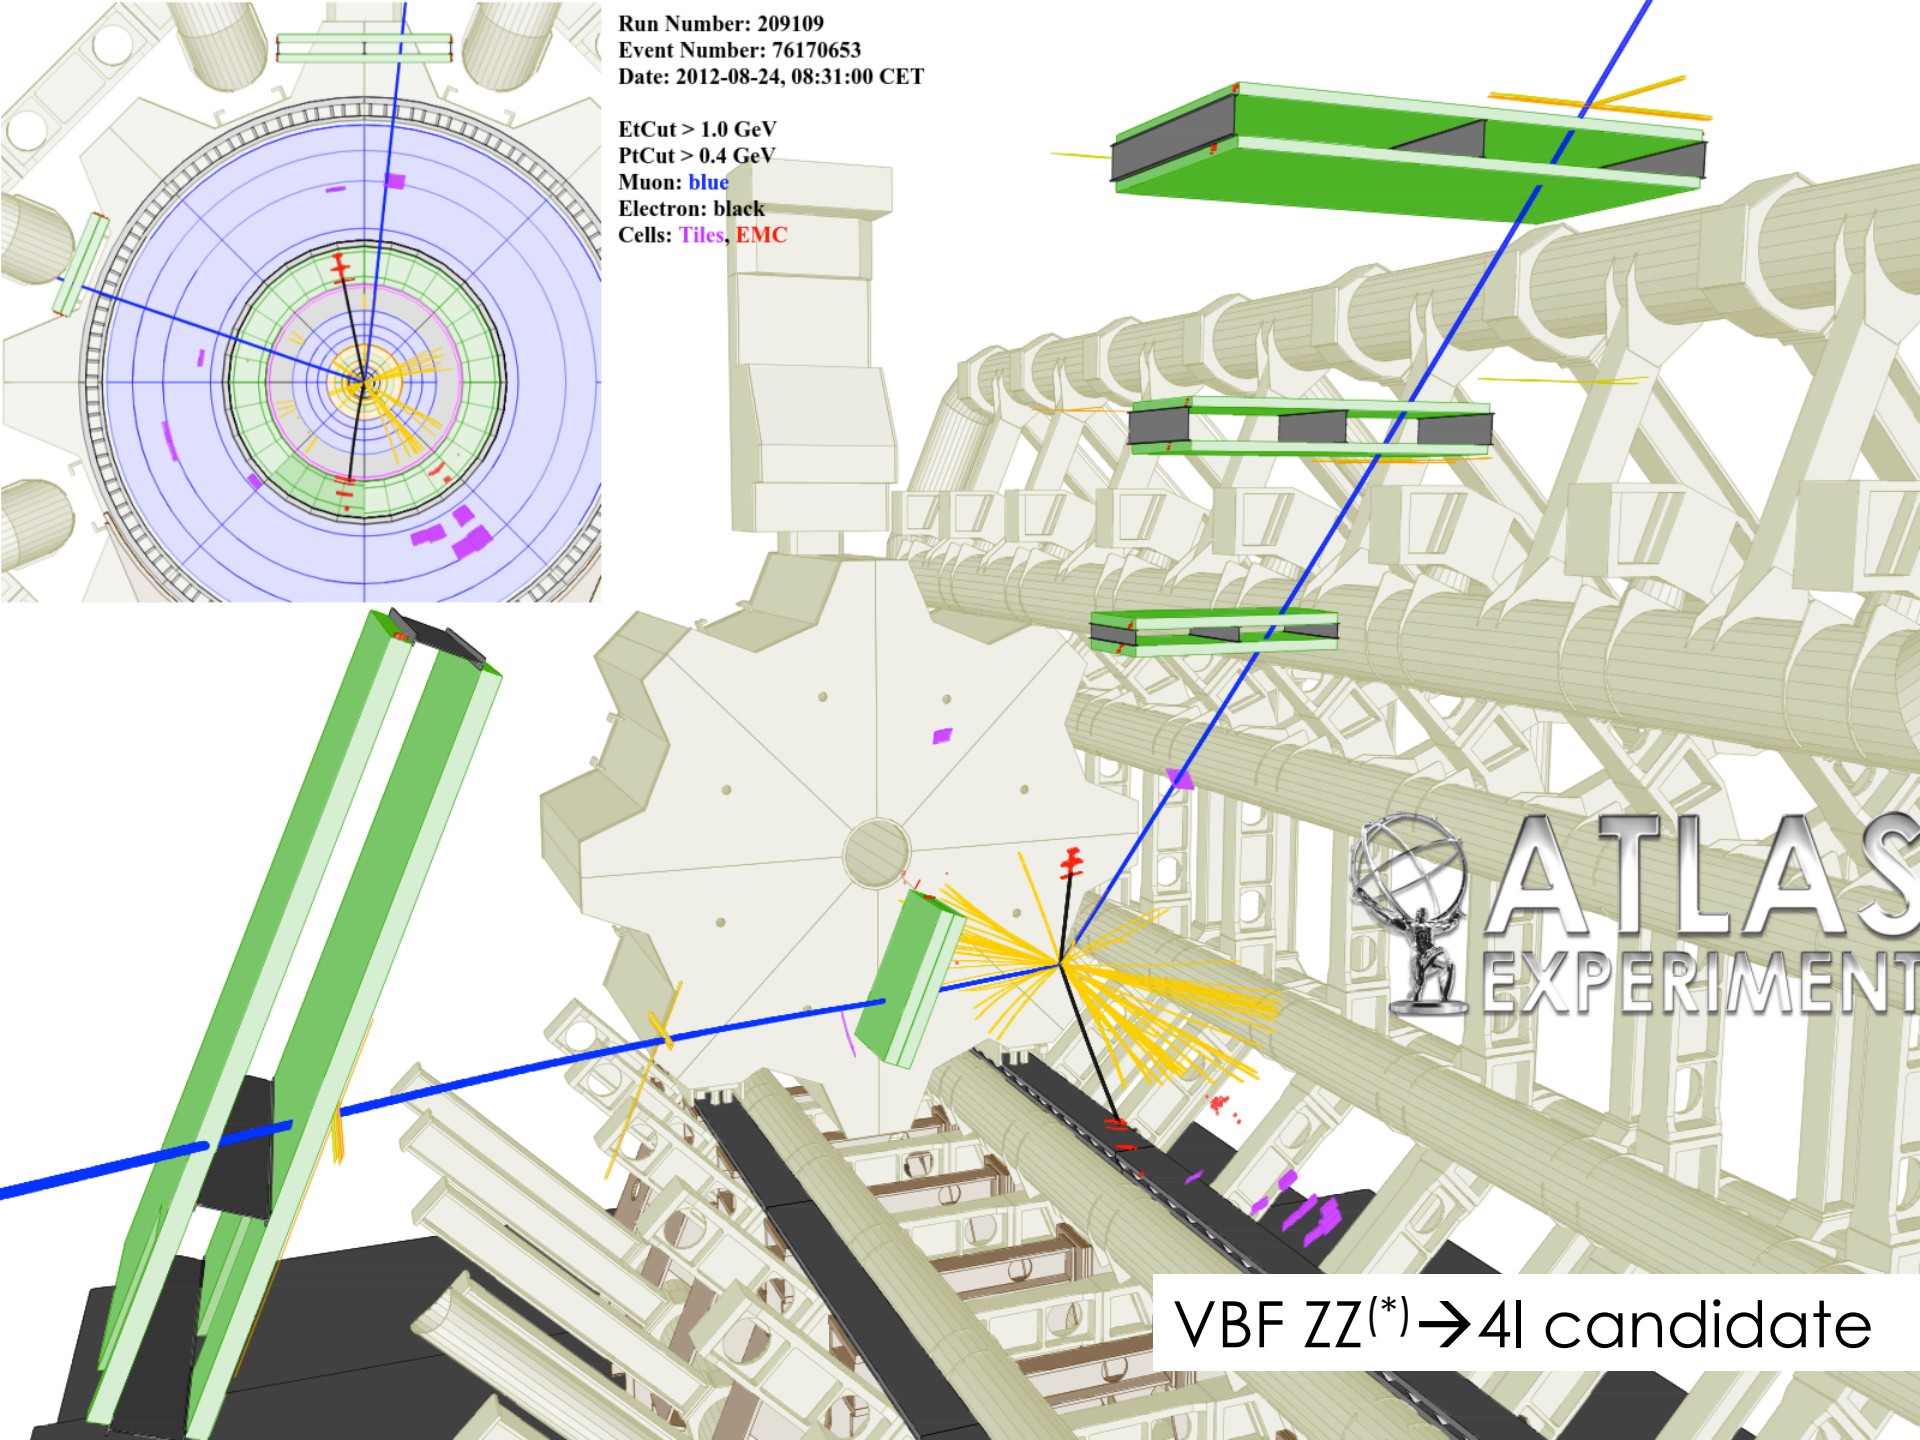 Run Number: 209109
Event Number: 76170653
Date: 2012-08-24, 08:31:00 CET
EtCut > 1.0 GeV
PtCut > 0.4 GeV
Muon: blue
Electron: black
Cells: Tiles, EMC
ATLAS
EXPERIMENT
VBF ZZ(*)→4l candidate